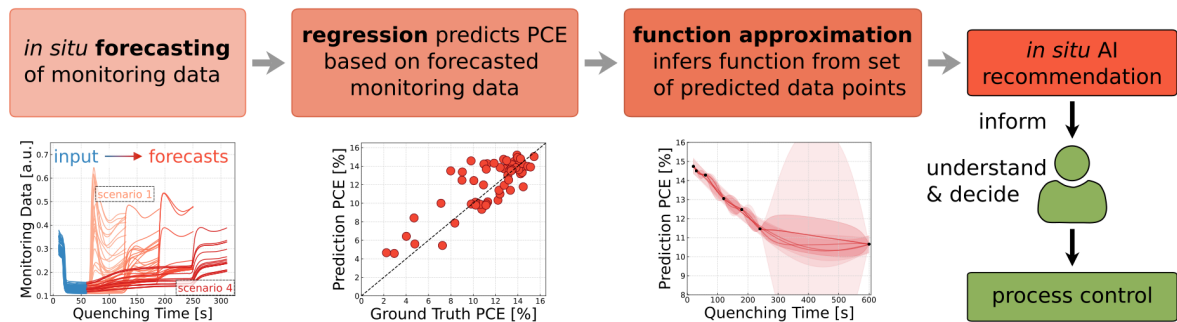 in situ forecasting
of monitoring data
regression predicts PCE
based on forecasted
monitoring data
function approximation
infers function from set
of predicted data points
in situ AI
recommendation
inform
understand
& decide
process control
Monitoring Data [a.u.]
0.7
0.6
0.5
0.4
0.3
0.2
0.1
input
forecasts
scenario 1
scenario 4
0 50 100 150 200 250 300
Quenching Time [s]
Prediction PCE [%]
16
14
12
10
8
6
4
2
0
2 4 6 8 10 12 14 16
Ground Truth PCE [%]
Prediction PCE [%]
16
15
14
13
12
11
10
9
8
0 100 200 300 400 500 600
Quenching Time [s]